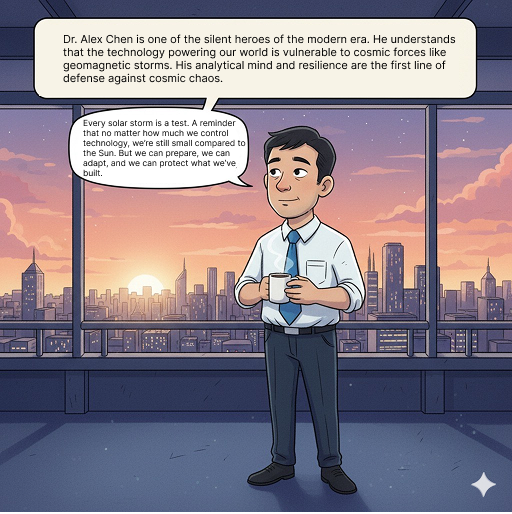 Dr. Alex Chen is one of the silent heroes of the modern era. He understands
that the technology powering our world is vulnerable to cosmic forces like
geomagnetic storms. His analytical mind and resilience are the first line of
defense against cosmic chaos.
Every solar storm is a test. A reminder
that no matter how much we control
technology, we're still small compared to
the Sun. But we can prepare, we can
adapt, and we can protect what we've
built.